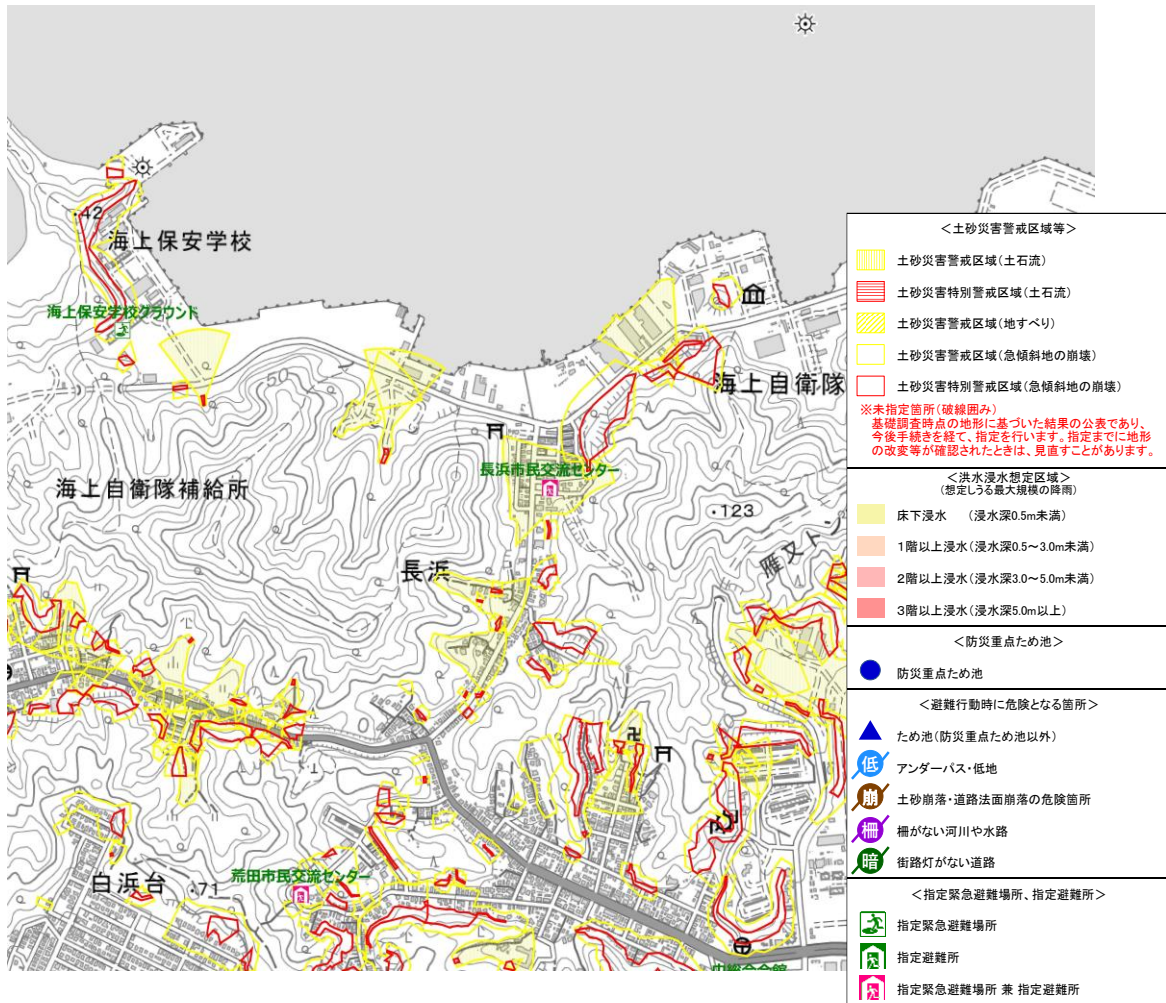 ・42
海上保安学校
海上保安学校グラウンド
海上自衛隊
長浜市民交流センター
海上自衛隊補給所
・123
雁又トン
長浜
荒田市民交流センター
白浜台
・71
卍
卍
＜土砂災害警戒区域等＞
土砂災害警戒区域(土石流)
土砂災害特別警戒区域(土石流)
土砂災害警戒区域(地すべり)
土砂災害警戒区域(急傾斜地の崩壊)
土砂災害特別警戒区域(急傾斜地の崩壊)
※未指定箇所(破線囲み)
基礎調査時点の地形に基づいた結果の公表であり、
今後手続きを経て、指定を行います。指定までに地形
の改変等が確認されたときは、見直すことがあります。
＜洪水浸水想定区域＞
(想定しうる最大規模の降雨)
床下浸水　(浸水深0.5m未満)
1階以上浸水(浸水深0.5～3.0m未満)
2階以上浸水(浸水深3.0～5.0m未満)
3階以上浸水(浸水深5.0m以上)
＜防災重点ため池＞
防災重点ため池
＜避難行動時に危険となる箇所＞
ため池(防災重点ため池以外)
低 アンダーパス・低地
崩 土砂崩落・道路法面崩落の危険箇所
柵 柵がない河川や水路
暗 街路灯がない道路
＜指定緊急避難場所、指定避難所＞
指定緊急避難場所
指定避難所
指定緊急避難場所 兼 指定避難所